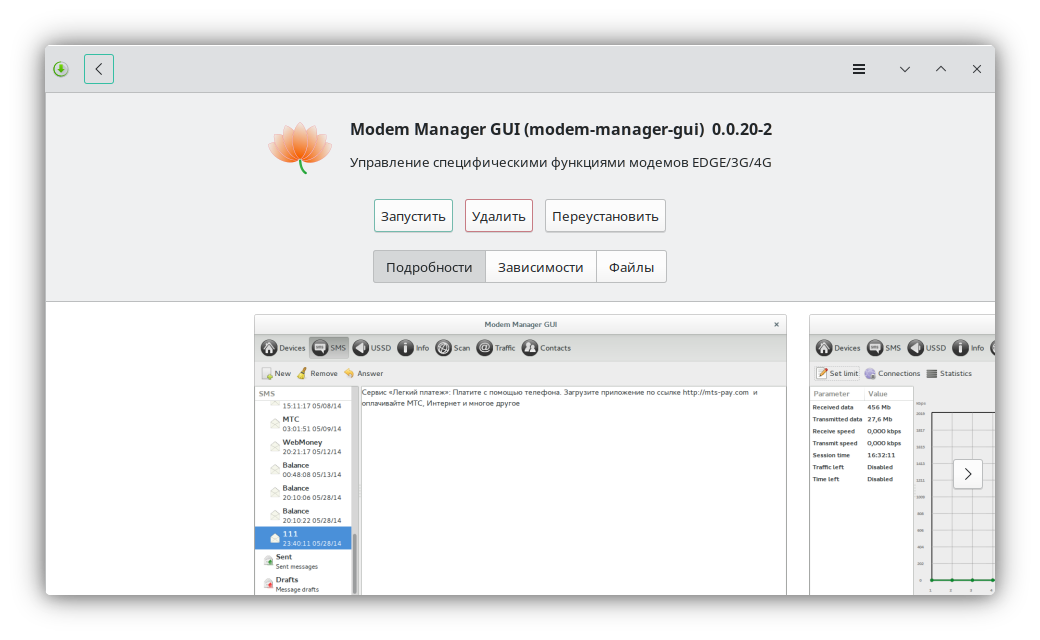 Modem Manager GUI (modem-manager-gui) 0.0.20-2
Управление специфическими функциями модемов EDGE/3G/4G
Запустить Удалить Переустановить
Подробности Зависимости Файлы
Modem Manager GUI
Devices SMS USSD Info Scan Traffic Contacts
New Remove Answer
SMS
15:11:17 05/08/14
МТС
03:01:51 05/09/14
WebMoney
20:21:17 05/12/14
Balance
00:48:08 05/13/14
Balance
20:10:06 05/28/14
Balance
20:10:22 05/28/14
111
23:40:11 05/28/14
Sent
Sent messages
Drafts
Message drafts
Сервис «Легкий платеж»: Платите с помощью телефона. Загрузите приложение по ссылке http://mts-pay.com и
оплачивайте МТС, Интернет и многое другое
Devices SMS USSD Info
Set limit Connections Statistics
Parameter Value
Received data 456 Mb
Transmitted data 27,6 Mb
Receive speed 0,000 kbps
Transmit speed 0,000 kbps
Session time 16:32:11
Traffic left Disabled
Time left Disabled